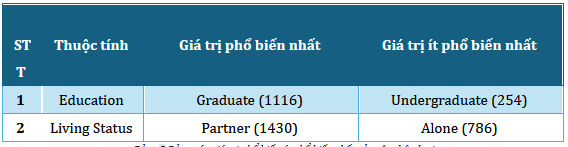 STT Thuộc tính Giá trị phổ biến nhất Giá trị ít phổ biến nhất
1 Education Graduate (1116) Undergraduate (254)
2 Living Status Partner (1430) Alone (786)